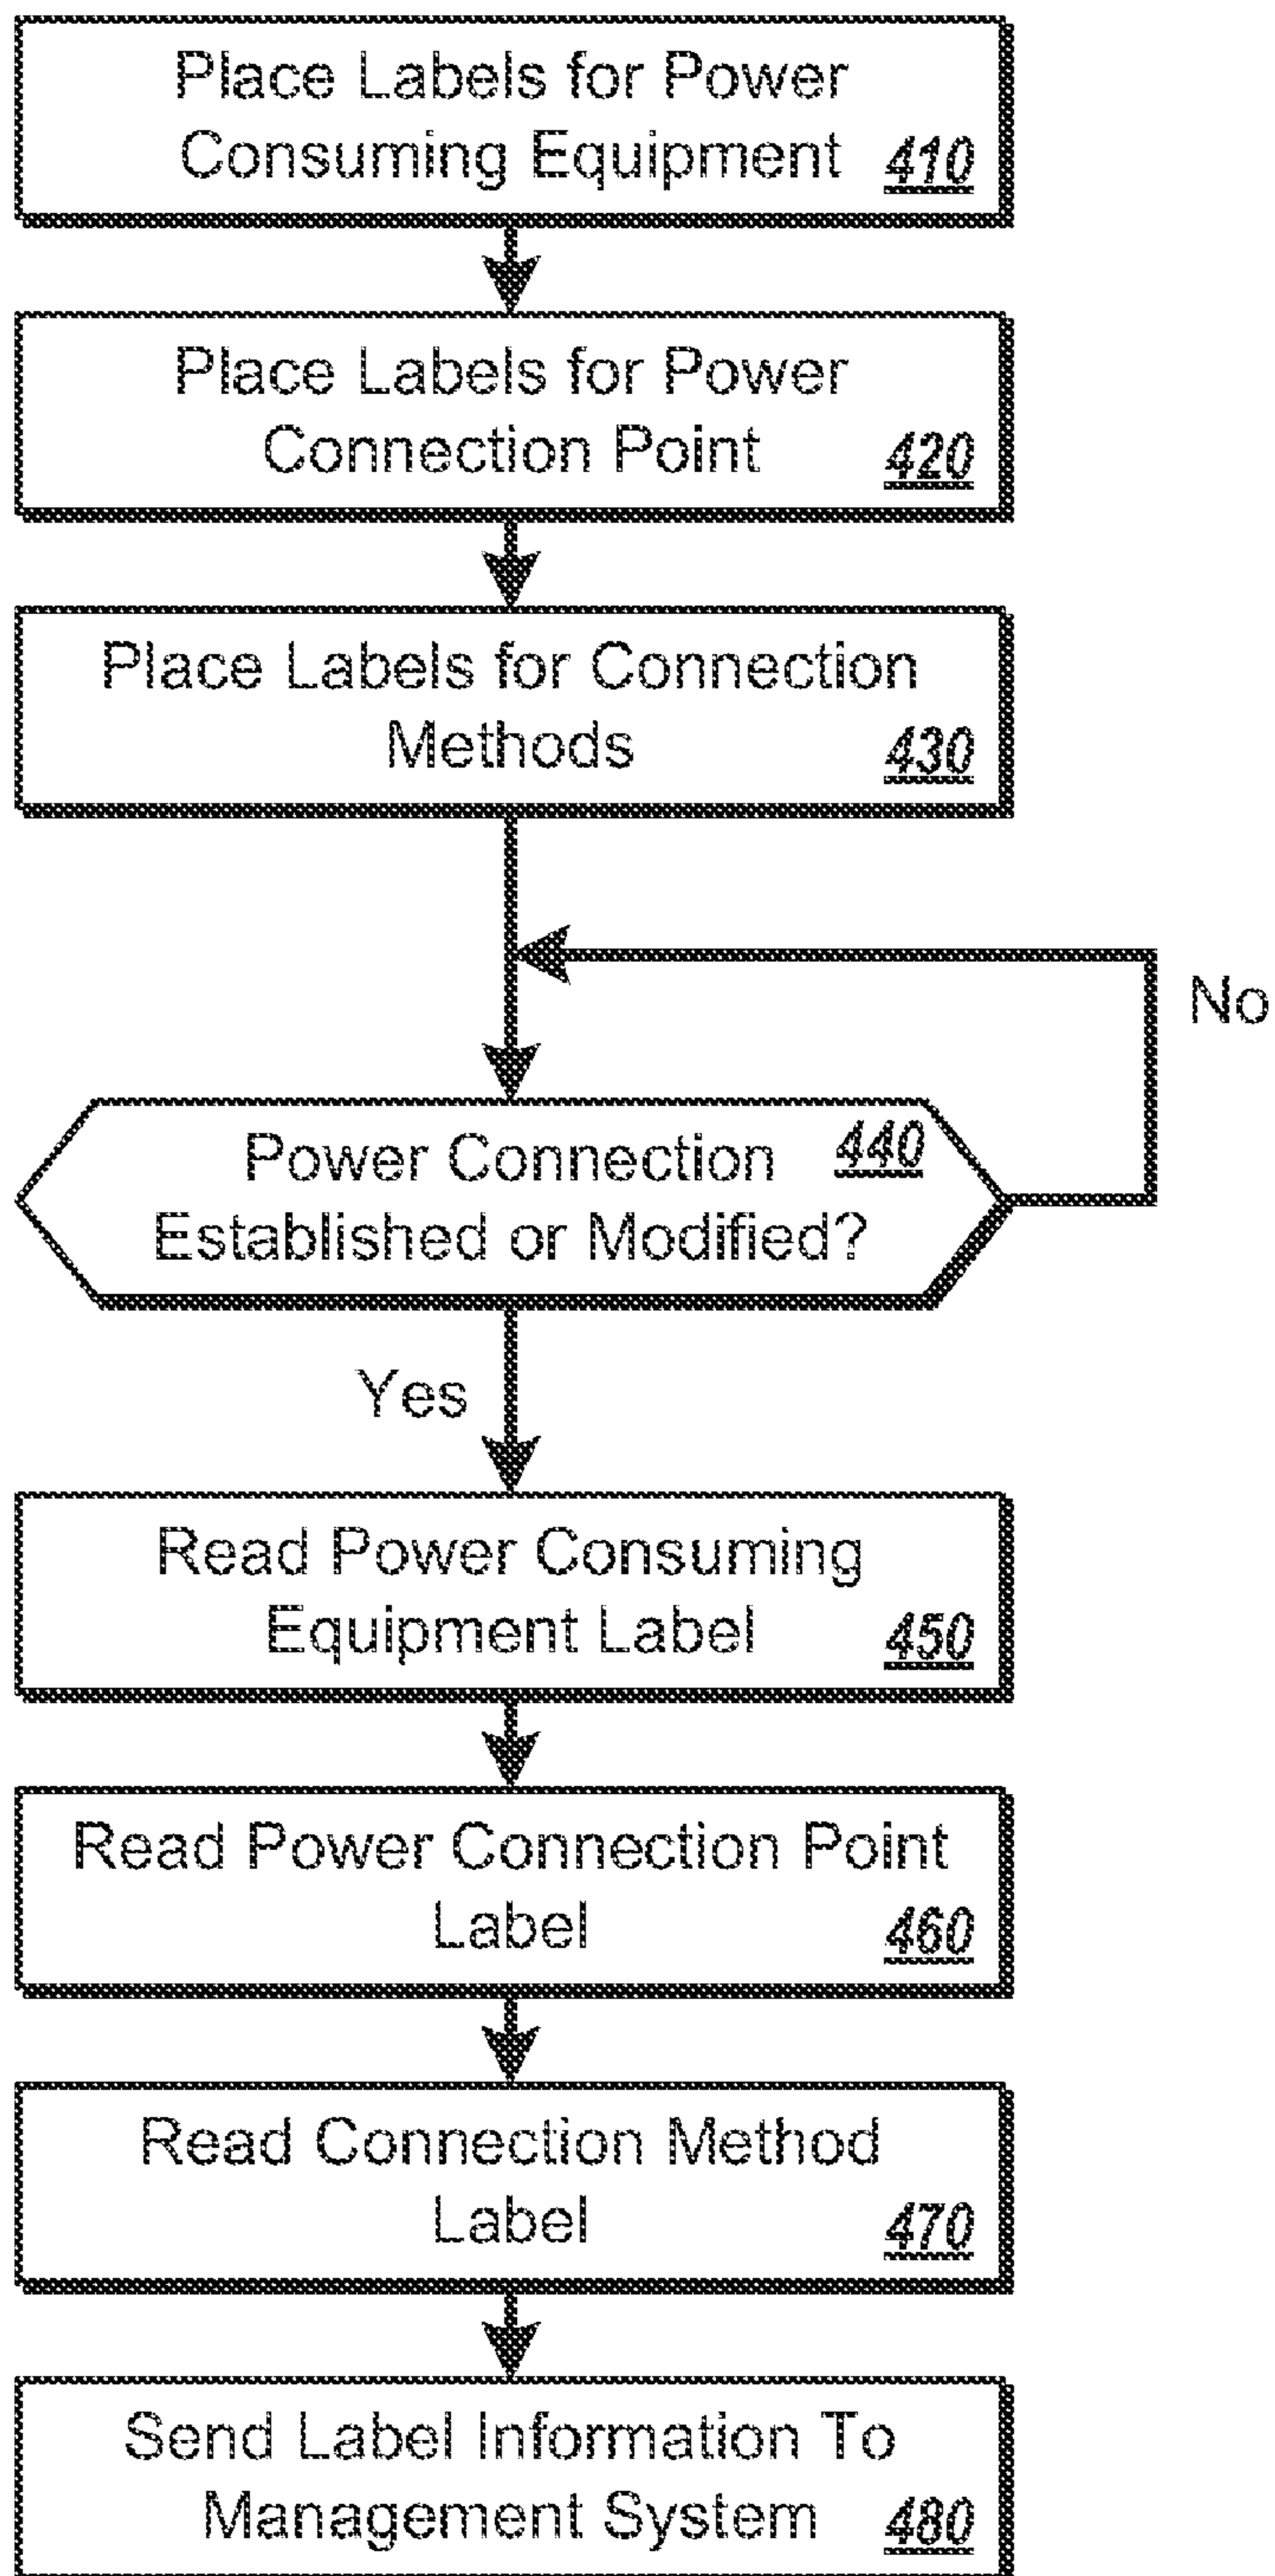 Place Labels for Power
Consuming Equipment 410
Place Labels for Power
Connection Point 420
Place Labels for Connection
Methods 430
No
Power Connection 440
Established or Modified?
Yes
Read Power Consuming
Equipment Label 450
Read Power Connection Point
Label 460
Read Connection Method
Label 470
Send Label Information To
Management System 480